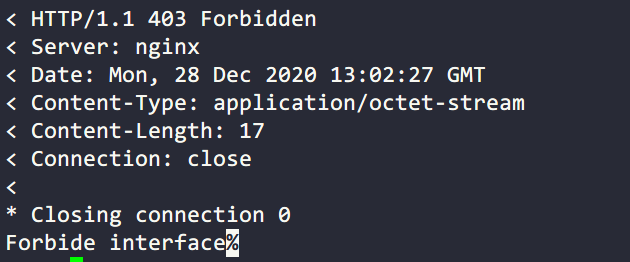 < HTTP/1.1 403 Forbidden
< Server: nginx
< Date: Mon, 28 Dec 2020 13:02:27 GMT
< Content-Type: application/octet-stream
< Content-Length: 17
< Connection: close
<
* Closing connection 0
Forbide interface%